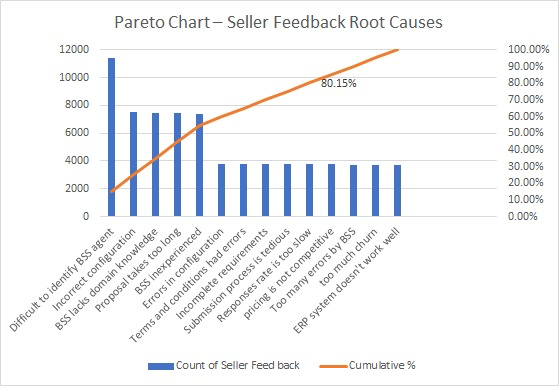 Pareto Chart – Seller Feedback Root Causes
12000
10000
8000
6000
4000
2000
0
100.00%
90.00%
80.00%
70.00%
60.00%
50.00%
40.00%
30.00%
20.00%
10.00%
0.00%
80.15%
Difficult to identify BSS agent
Incorrect configuration
BSS lacks domain knowledge
Proposal takes too long
BSS inexperienced
Errors in configuration
Terms and conditions had errors
Incomplete requirements
Submission process is tedious
Responses rate is too slow
pricing is not competitive
Too many errors by BSS
too much churn
ERP system doesn't work well
Count of Seller Feed back
Cumulative %